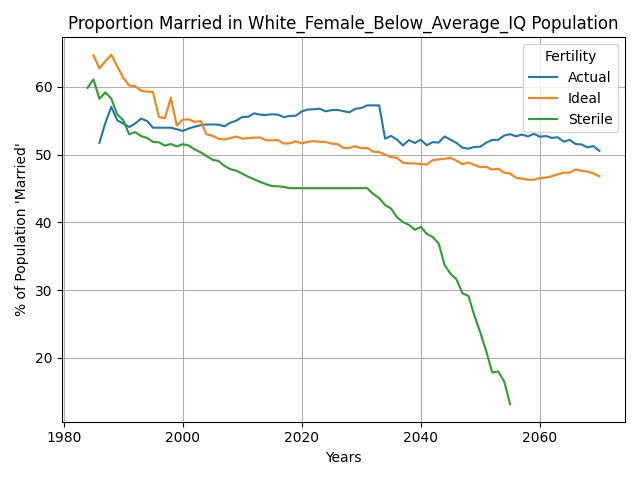 Proportion Married in White_Female_Below_Average_IQ Population
Fertility
Actual
Ideal
Sterile
% of Population 'Married'
60
50
40
30
20
1980
2000
2020
2040
2060
Years